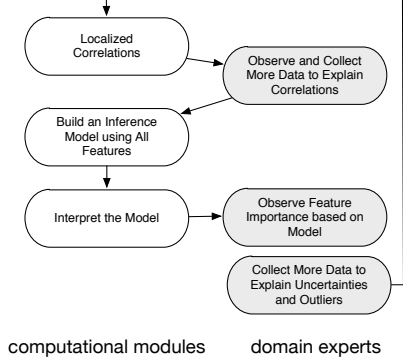 Localized
Correlations
Observe and Collect
More Data to Explain
Correlations
Build an Inference
Model using All
Features
Interpret the Model
Observe Feature
Importance based on
Model
Collect More Data to
Explain Uncertainties
and Outliers
computational modules
domain experts